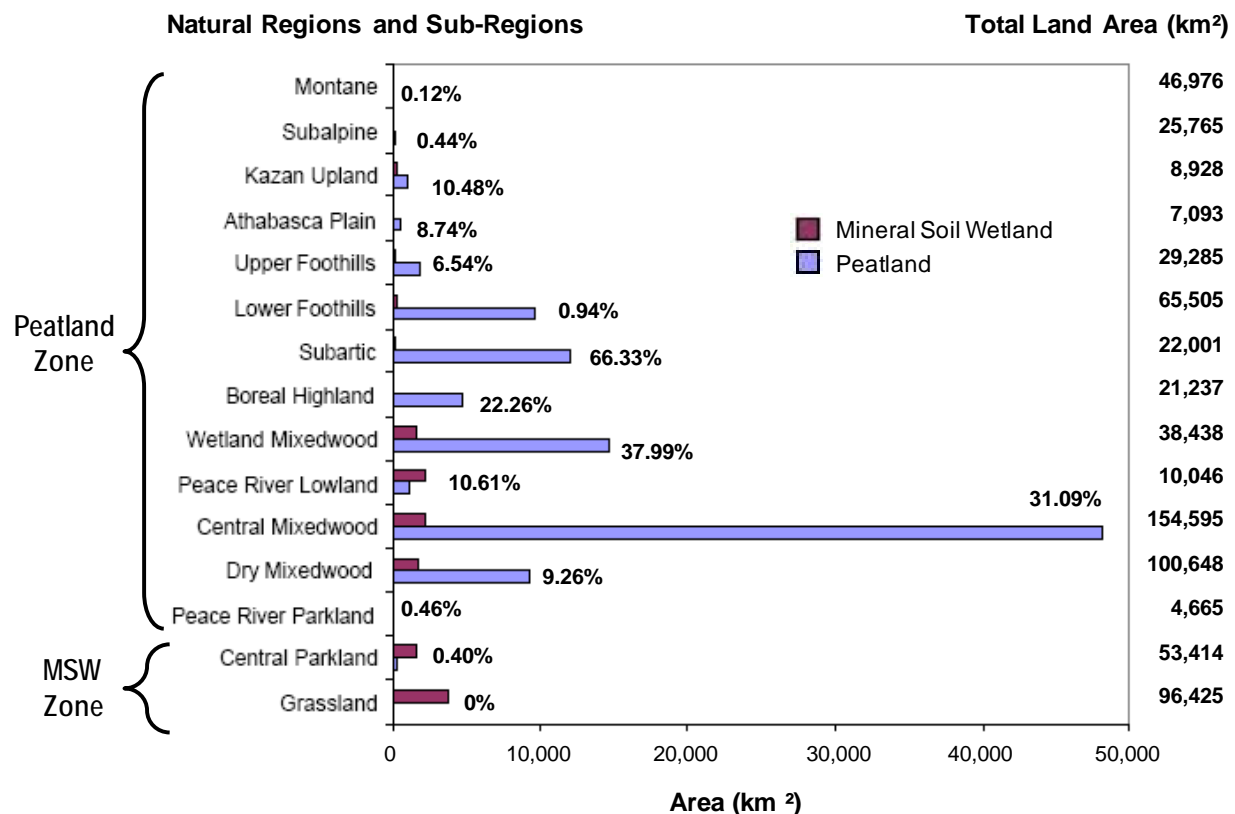 Natural Regions and Sub-Regions Total Land Area (km²)
Montane 0.12% 46,976
Subalpine 0.44% 25,765
Kazan Upland 10.48% 8,928
Athabasca Plain 8.74% 7,093
Upper Foothills 6.54% 29,285
Lower Foothills 0.94% 65,505
Subartic 66.33% 22,001
Boreal Highland 22.26% 21,237
Wetland Mixedwood 37.99% 38,438
Peace River Lowland 10.61% 10,046
Central Mixedwood 31.09% 154,595
Dry Mixedwood 9.26% 100,648
Peace River Parkland 0.46% 4,665
Central Parkland 0.40% 53,414
Grassland 0% 96,425
Peatland
Zone
MSW
Zone
Mineral Soil Wetland
Peatland
0 10,000 20,000 30,000 40,000 50,000
Area (km ²)